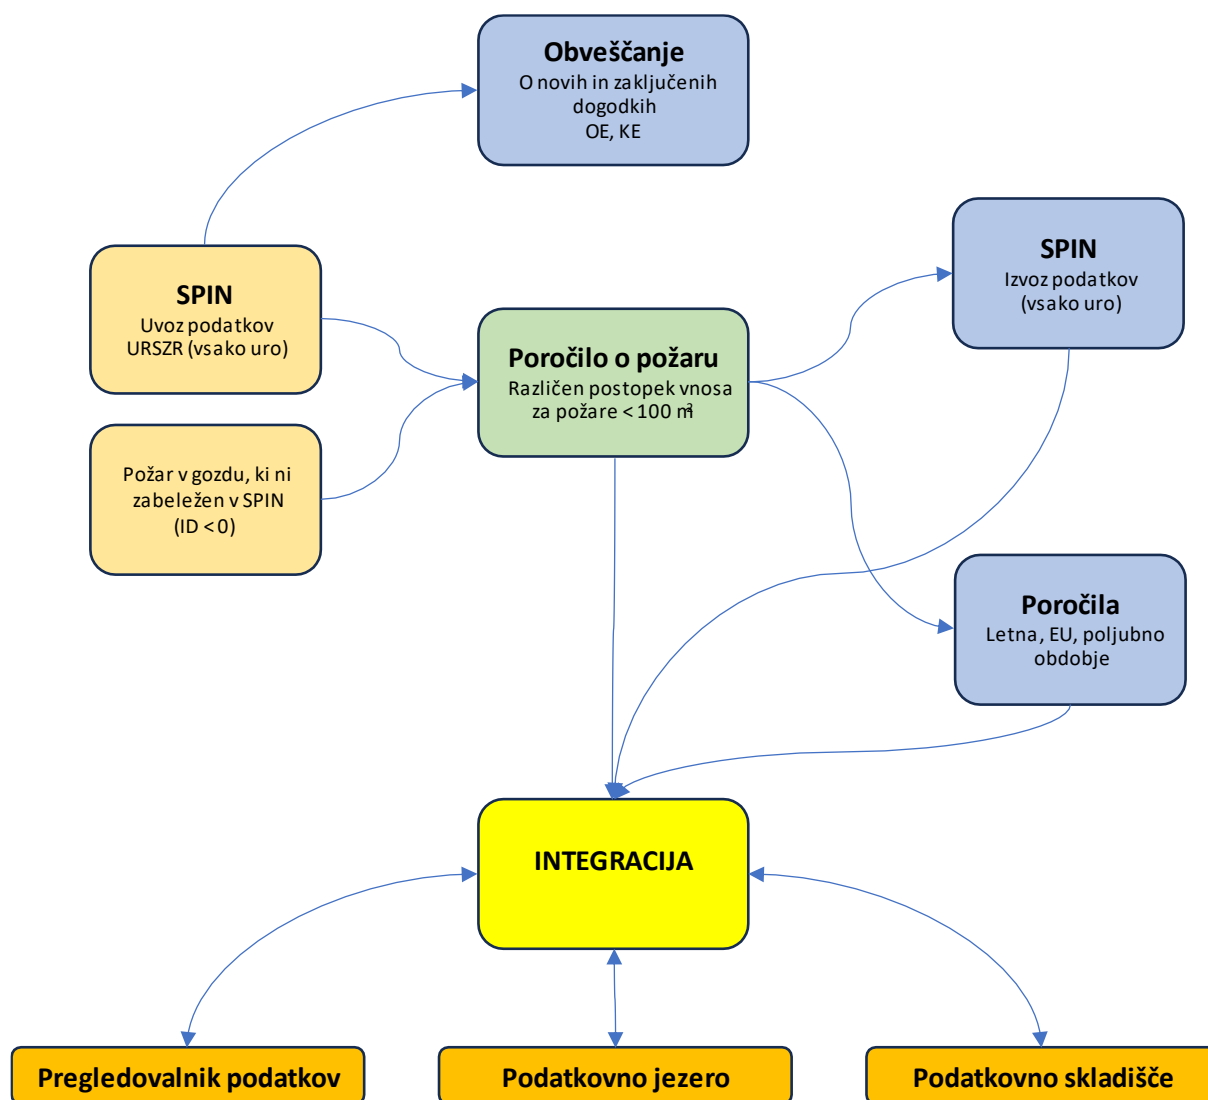 Obveščanje
O novih in zaključenih
dogodkih
OE, KE
SPIN
Uvoz podatkov
URSZR (vsako uro)
SPIN
Izvoz podatkov
(vsako uro)
Poročilo o požaru
Različen postopek vnosa
za požare < 100 m²
Požar v gozdu, ki ni
zabeležen v SPIN
(ID < 0)
Poročila
Letna, EU, poljubno
obdobje
INTEGRACIJA
Pregledovalnik podatkov
Podatkovno jezero
Podatkovno skladišče